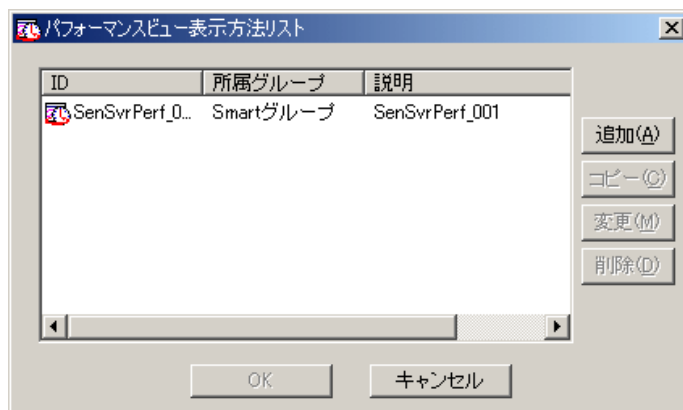 パフォーマンスビュー表示方法リスト
ID 所属グループ 説明
SenSvrPerf_0... Smartグループ SenSvrPerf_001
追加(A)
コピー(C)
変更(M)
削除(D)
OK キャンセル